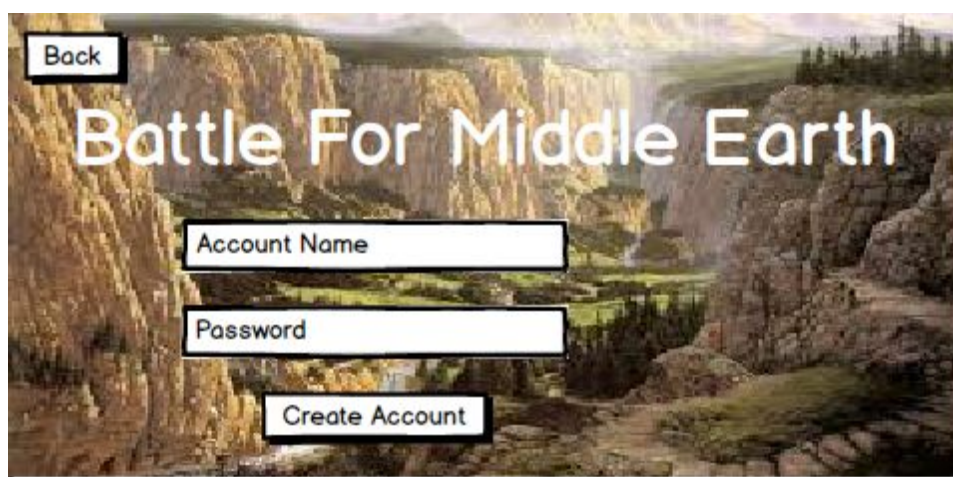 Back
Battle For Middle Earth
Account Name
Password
Create Account